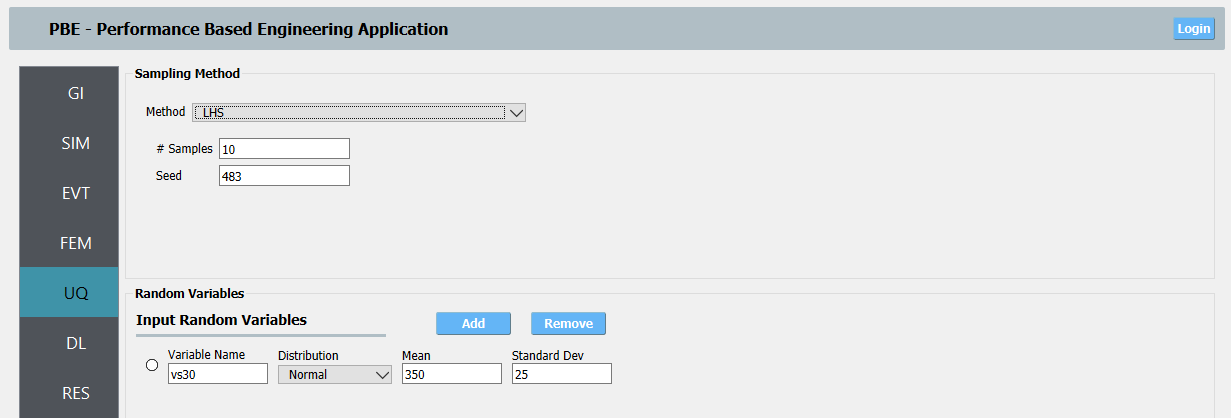 PBE - Performance Based Engineering Application
Login
GI
SIM
EVT
FEM
UQ
DL
RES
Sampling Method
Method LHS
# Samples 10
Seed 483
Random Variables
Input Random Variables Add Remove
Variable Name Distribution Mean Standard Dev
vs30 Normal 350 25